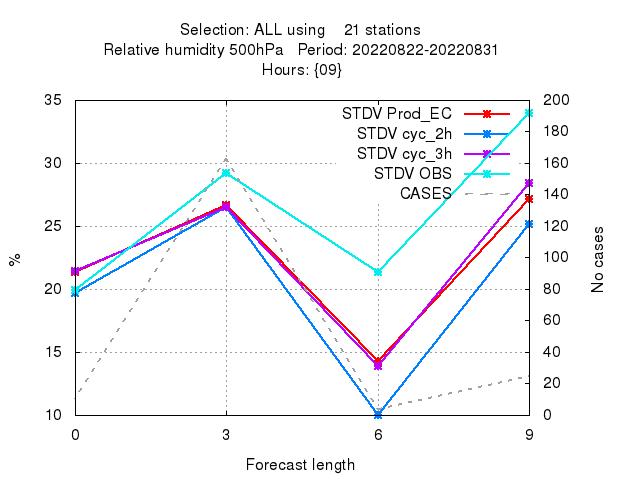 Selection: ALL using    21 stations
Relative humidity 500hPa   Period: 20220822-20220831
Hours: {09}
35
30
25
20
15
10
%
200
180
160
140
120
100
80
60
40
20
0
No cases
STDV Prod_EC
STDV cyc_2h
STDV cyc_3h
STDV OBS
CASES
0 3 6 9
Forecast length